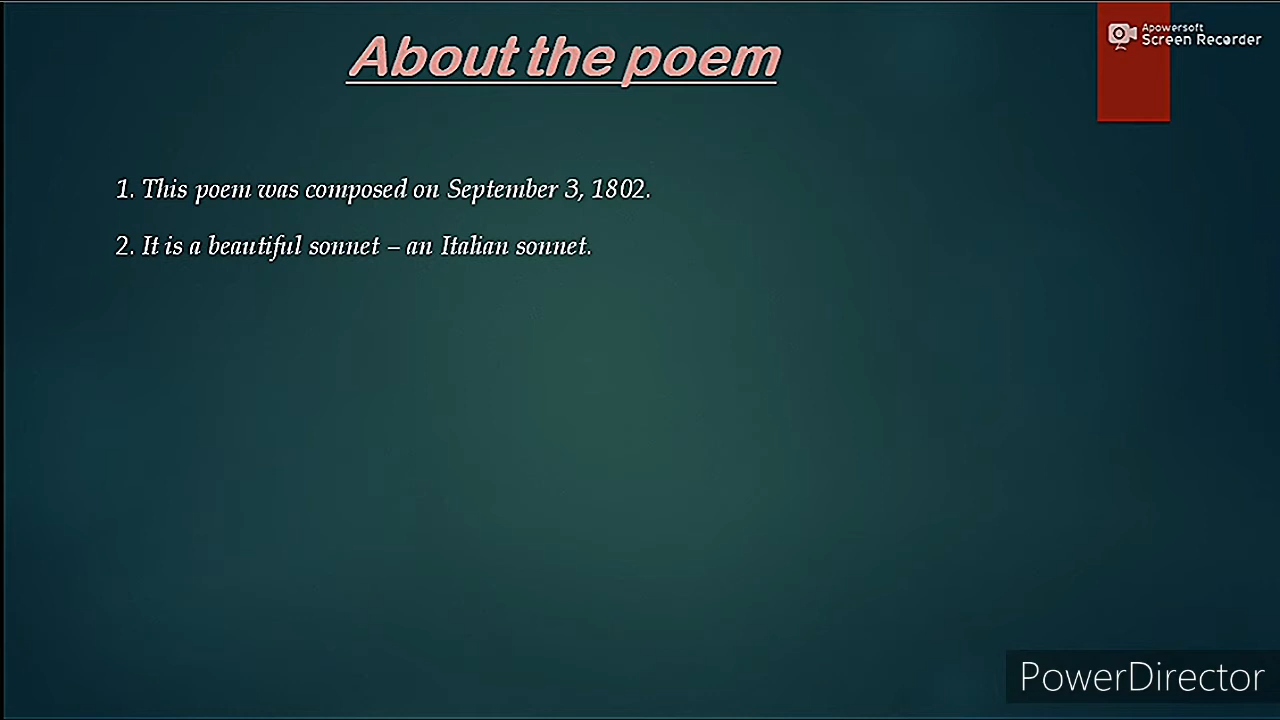 About the poem
Apowersoft
Screen Recorder
1. This poem was composed on September 3, 1802.
2. It is a beautiful sonnet – an Italian sonnet.
PowerDirector